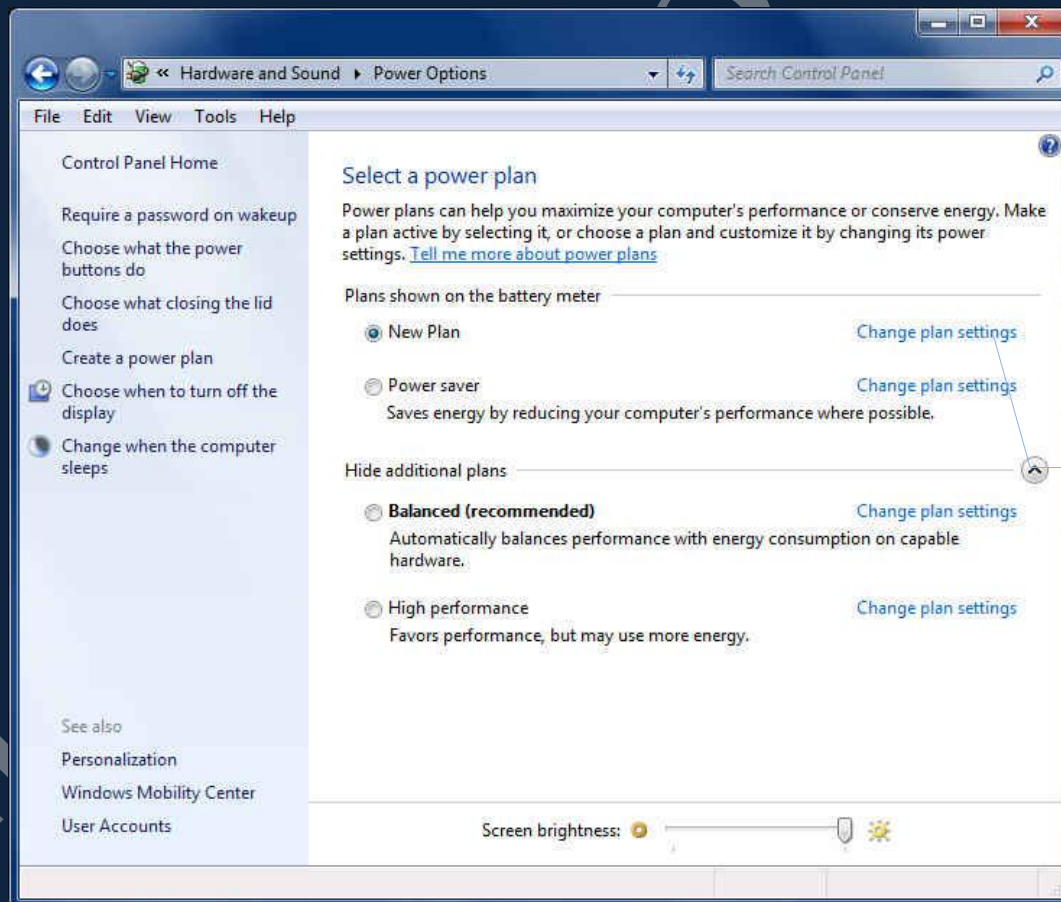 « Hardware and Sound ▸ Power Options
Search Control Panel
File Edit View Tools Help
Control Panel Home
Require a password on wakeup
Choose what the power
buttons do
Choose what closing the lid
does
Create a power plan
Choose when to turn off the
display
Change when the computer
sleeps
See also
Personalization
Windows Mobility Center
User Accounts
Select a power plan
Power plans can help you maximize your computer's performance or conserve energy. Make
a plan active by selecting it, or choose a plan and customize it by changing its power
settings. Tell me more about power plans
Plans shown on the battery meter
New Plan Change plan settings
Power saver Change plan settings
Saves energy by reducing your computer's performance where possible.
Hide additional plans
Balanced (recommended) Change plan settings
Automatically balances performance with energy consumption on capable
hardware.
High performance Change plan settings
Favors performance, but may use more energy.
Screen brightness: